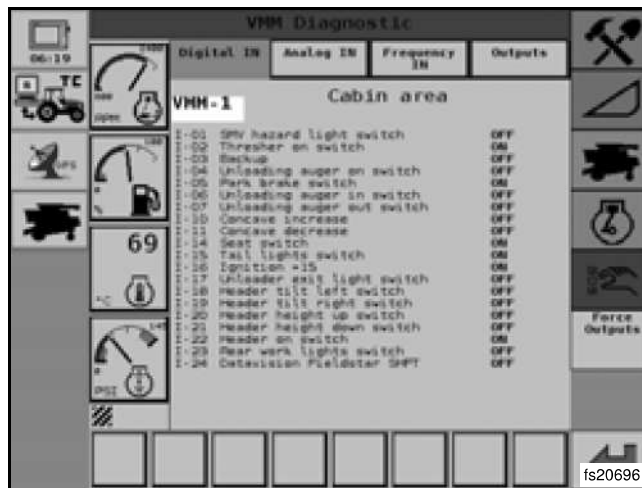 VMM Diagnostic
06:19
Digital IN
Analog IN
Frequency IN
Outputs
TC
VMM-1
Cabin area
I-01 SMV hazard light switch OFF
I-02 Thresher on switch ON
I-03 Backup OFF
I-04 Unloading auger on switch OFF
I-05 Park brake switch ON
I-06 Unloading auger in switch OFF
I-07 Unloading auger out switch OFF
I-10 Concave increase OFF
I-11 Concave decrease OFF
I-14 Seat switch ON
I-15 Tail lights switch ON
I-16 Ignition +15 ON
I-17 Unloader exit light switch OFF
I-18 Header tilt left switch OFF
I-19 Header tilt right switch OFF
I-20 Header height up switch OFF
I-21 Header height down switch OFF
I-22 Header on switch ON
I-23 Rear work lights switch OFF
I-24 Datavision Fieldstar SHPT OFF
GPS
%
69
°C
PSI
Force
Outputs
fs20696